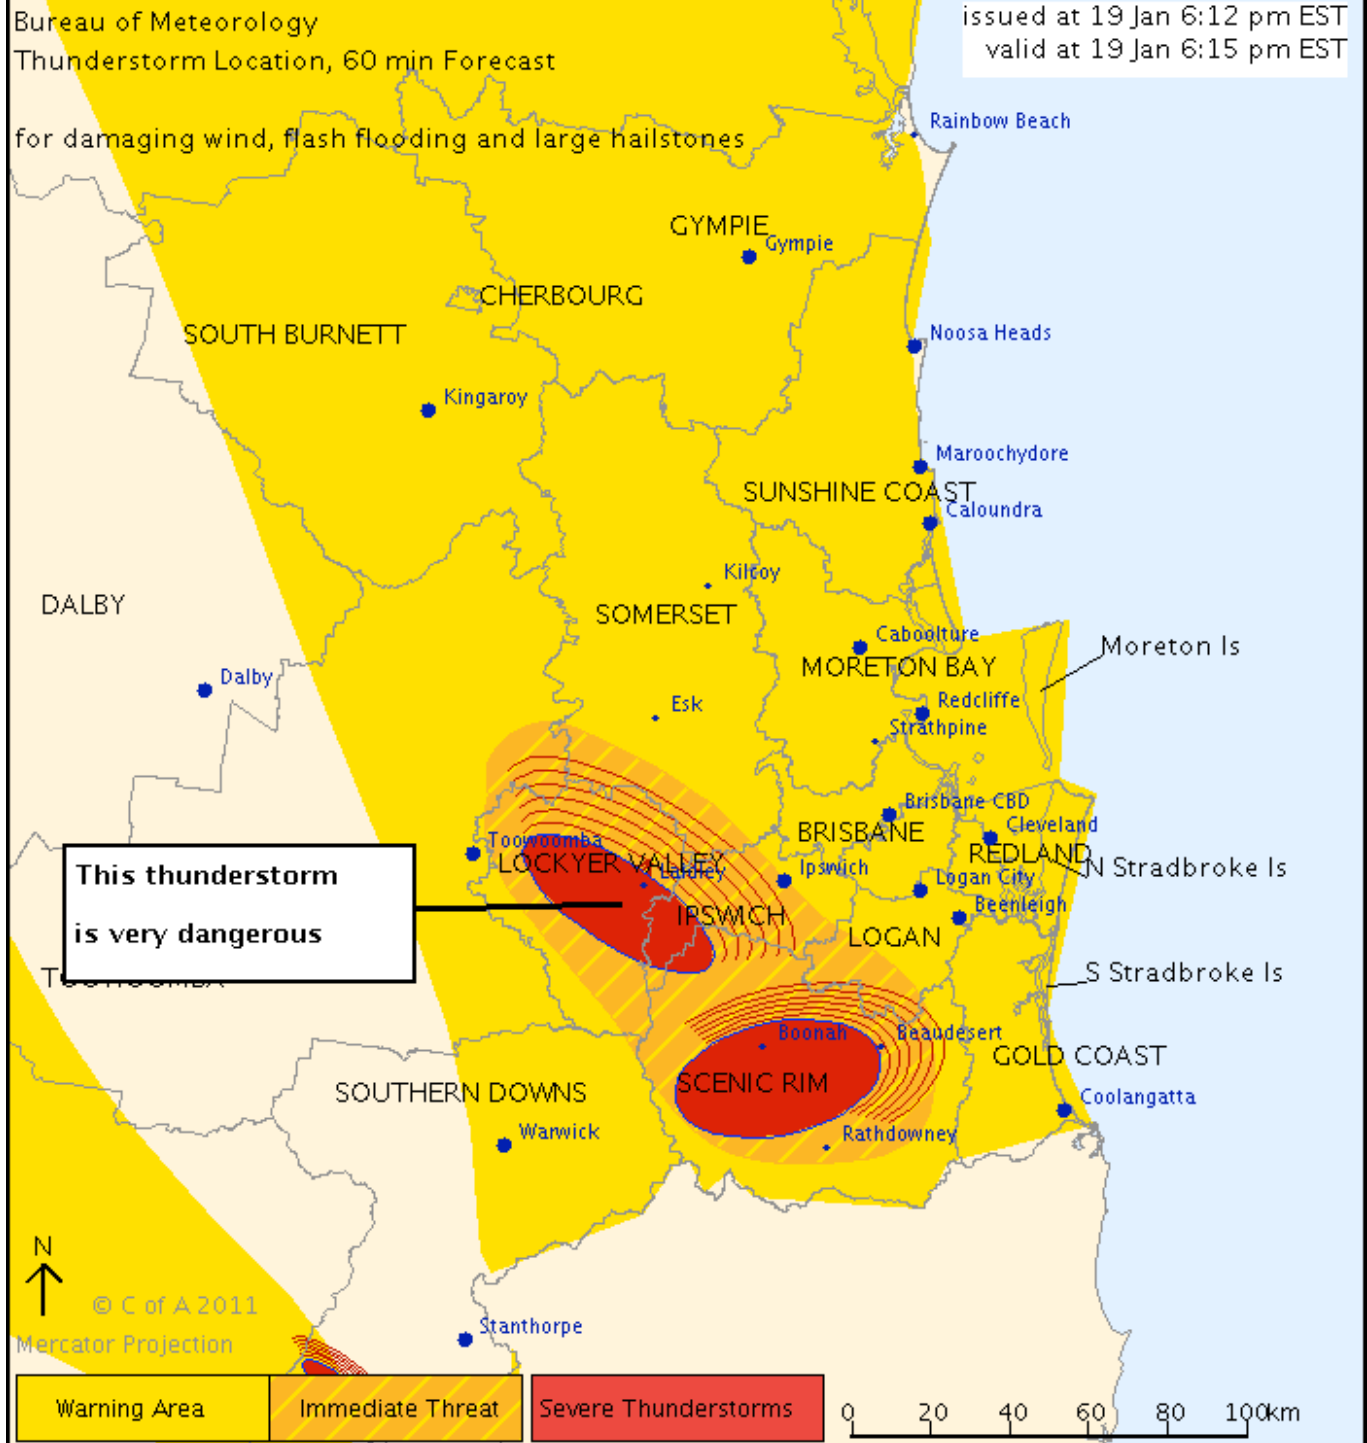 Bureau of Meteorology
issued at 19 Jan 6:12 pm EST
valid at 19 Jan 6:15 pm EST
Thunderstorm Location, 60 min Forecast
for damaging wind, flash flooding and large hailstones
Rainbow Beach
GYMPIE
Gympie
CHERBOURG
SOUTH BURNETT
Noosa Heads
Kingaroy
Maroochydore
SUNSHINE COAST
Caloundra
Kilcoy
DALBY
SOMERSET
Caboolture
MORETON BAY
Moreton Is
Dalby
Esk
Redcliffe
Strathpine
Brisbane CBD
BRISBANE
Cleveland
REDLAND
Toowoomba
LOCKYER VALLEY
Laidley
Ipswich
N Stradbroke Is
Logan City
This thunderstorm
is very dangerous
IPSWICH
Beenleigh
LOGAN
TOOWOOMBA
S Stradbroke Is
Boonah
Beaudesert
GOLD COAST
SCENIC RIM
SOUTHERN DOWNS
Coolangatta
Warwick
Rathdowney
N
© C of A 2011
Mercator Projection
Stanthorpe
Warning Area
Immediate Threat
Severe Thunderstorms
0 20 40 60 80 100km